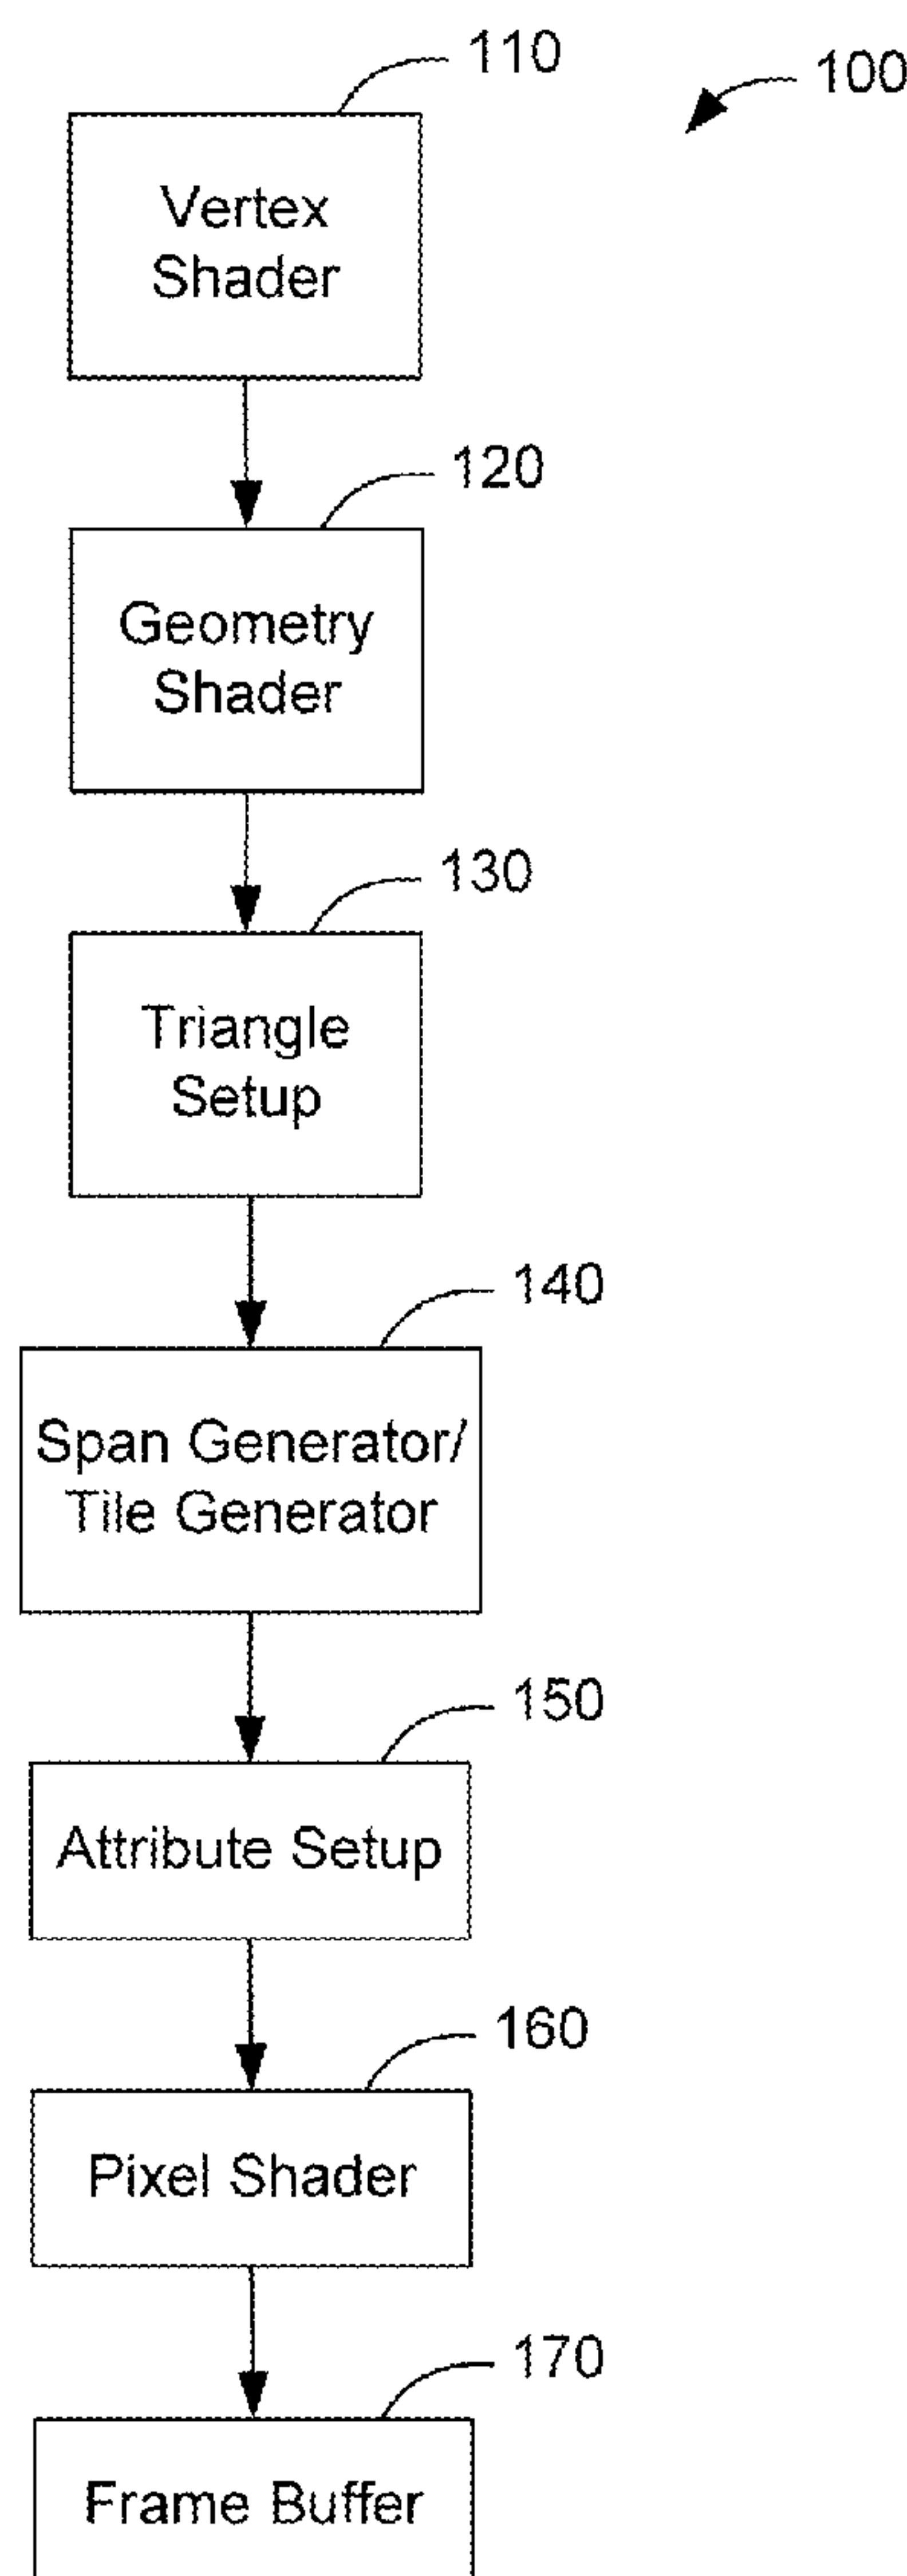 110
100
Vertex
Shader
120
Geometry
Shader
130
Triangle
Setup
140
Span Generator/
Tile Generator
150
Attribute Setup
160
Pixel Shader
170
Frame Buffer